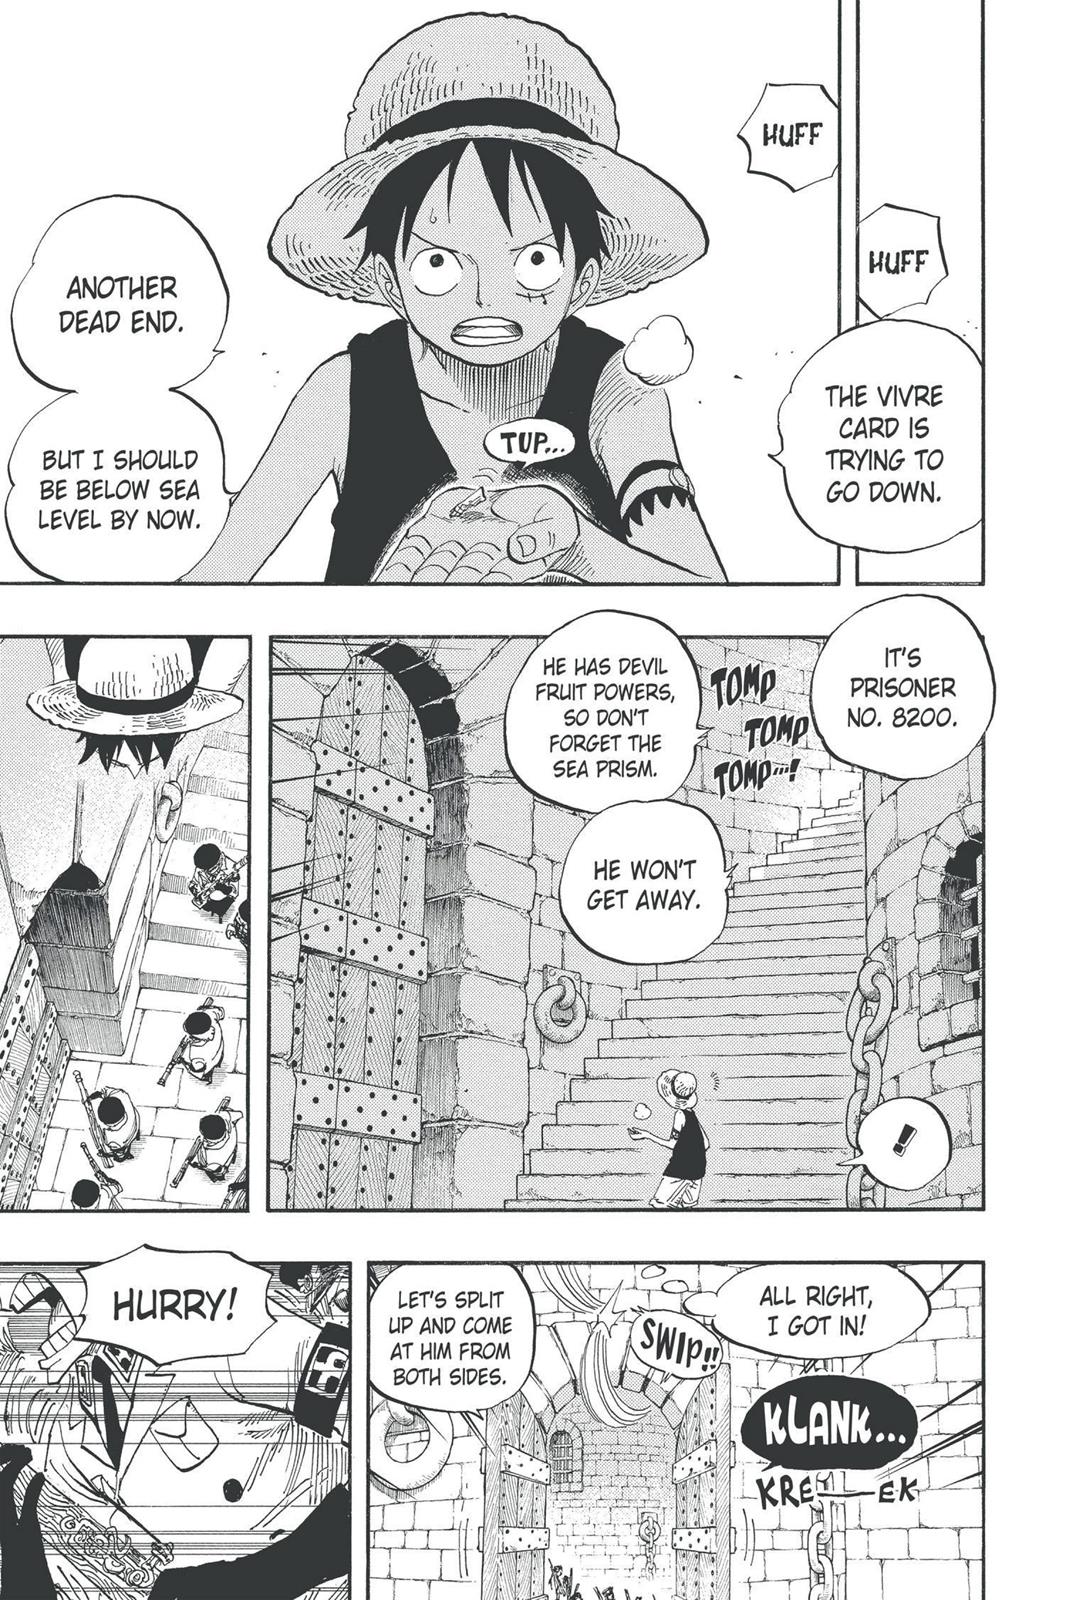 HUFF
HUFF
THE VIVRE
CARD IS
TRYING TO
GO DOWN.
TUP...
ANOTHER
DEAD END.
BUT I SHOULD
BE BELOW SEA
LEVEL BY NOW.
IT'S
PRISONER
NO. 8200.
TOMP
TOMP
TOMP...!
HE HAS DEVIL
FRUIT POWERS,
SO DON'T
FORGET THE
SEA PRISM.
HE WON'T
GET AWAY.
!
ALL RIGHT,
I GOT IN!
SWIP!!
KLANK...
KREEK
LET'S SPLIT
UP AND COME
AT HIM FROM
BOTH SIDES.
HURRY!